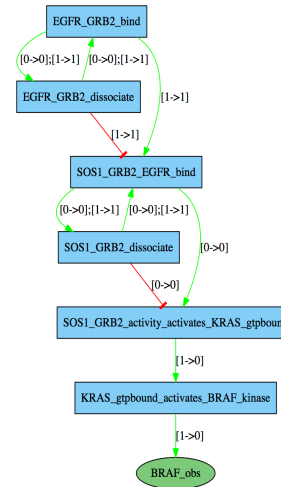 EGFR_GRB2_bind
[0->0];[1->1] [0->0];[1->1]
[1->1]
EGFR_GRB2_dissociate
[1->1]
SOS1_GRB2_EGFR_bind
[0->0];[1->1] [0->0];[1->1]
[0->0]
SOS1_GRB2_dissociate
[0->0]
SOS1_GRB2_activity_activates_KRAS_gtpboun
[1->0]
KRAS_gtpbound_activates_BRAF_kinase
[1->0]
BRAF_obs